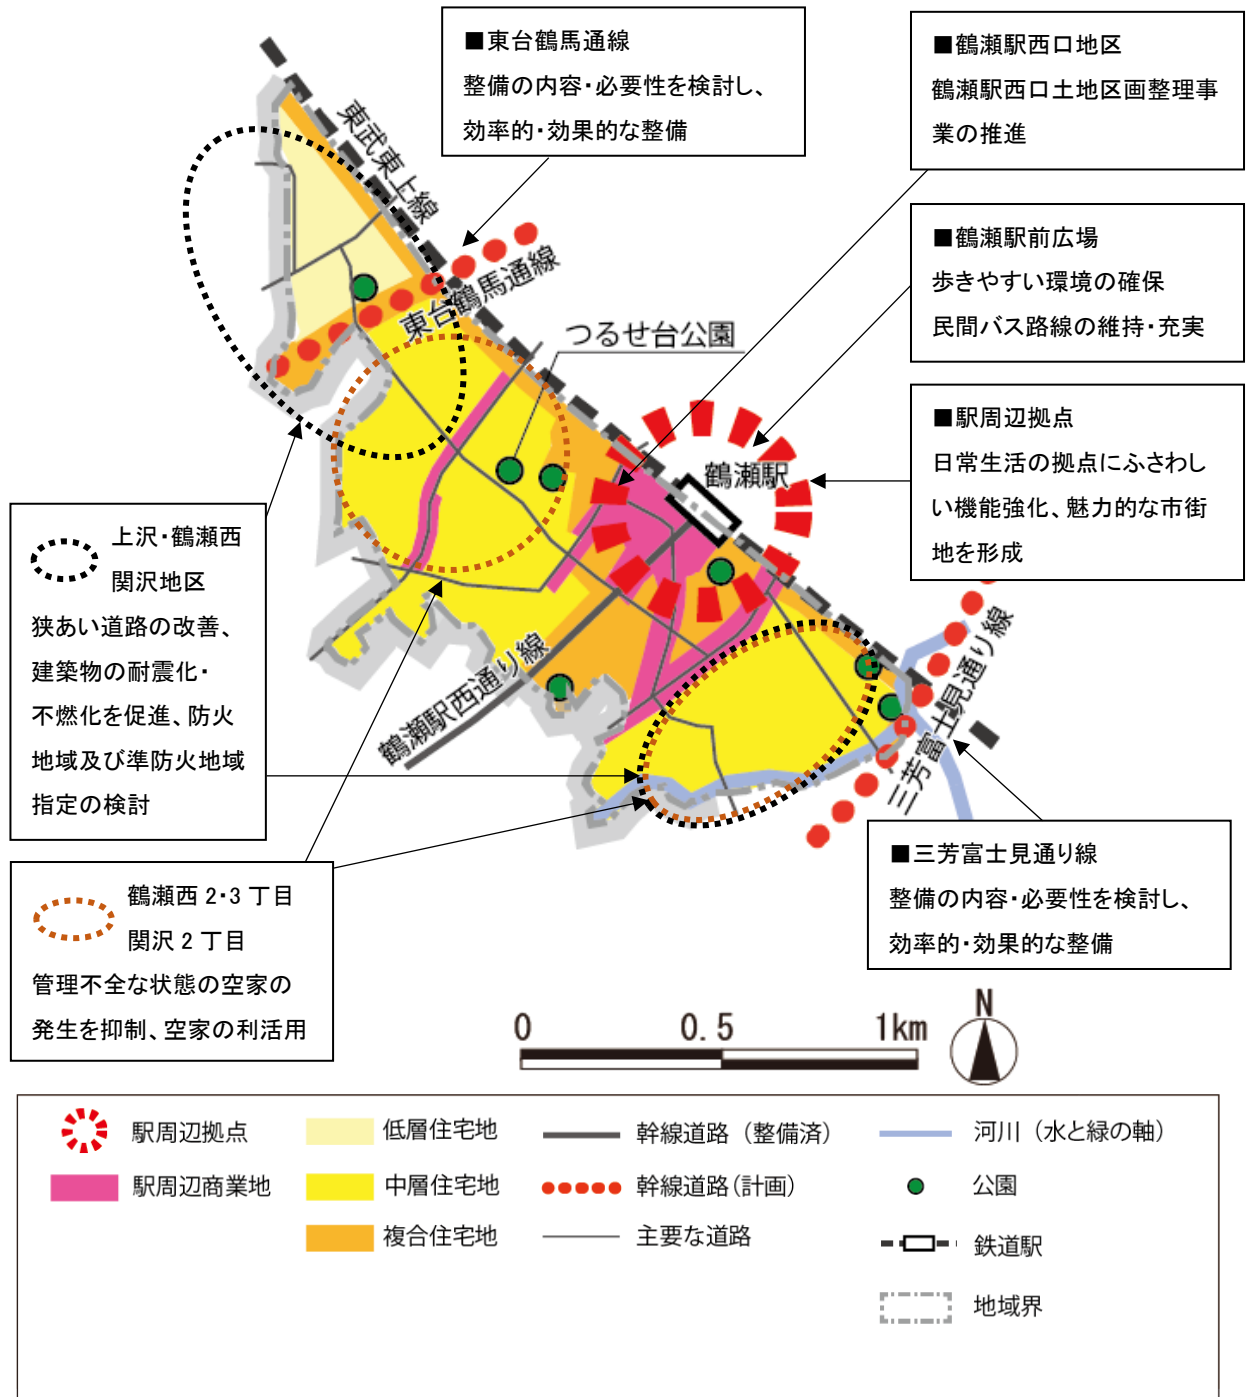 ■東台鶴馬通線
整備の内容・必要性を検討し、
効率的・効果的な整備
■鶴瀬駅西口地区
鶴瀬駅西口土地区画整理事
業の推進
■鶴瀬駅前広場
歩きやすい環境の確保
民間バス路線の維持・充実
■駅周辺拠点
日常生活の拠点にふさわし
い機能強化、魅力的な市街
地を形成
東武東上線
東台鶴馬通線
つるせ台公園
鶴瀬駅
鶴瀬駅西通り線
三芳富士見通り線
上沢・鶴瀬西
関沢地区
狭あい道路の改善、
建築物の耐震化・
不燃化を促進、防火
地域及び準防火地域
指定の検討
鶴瀬西 2・3 丁目
関沢 2 丁目
管理不全な状態の空家の
発生を抑制、空家の利活用
■三芳富士見通り線
整備の内容・必要性を検討し、
効率的・効果的な整備
0 0.5 1km
N
駅周辺拠点
駅周辺商業地
低層住宅地
中層住宅地
複合住宅地
幹線道路（整備済）
幹線道路(計画)
主要な道路
河川（水と緑の軸）
公園
鉄道駅
地域界